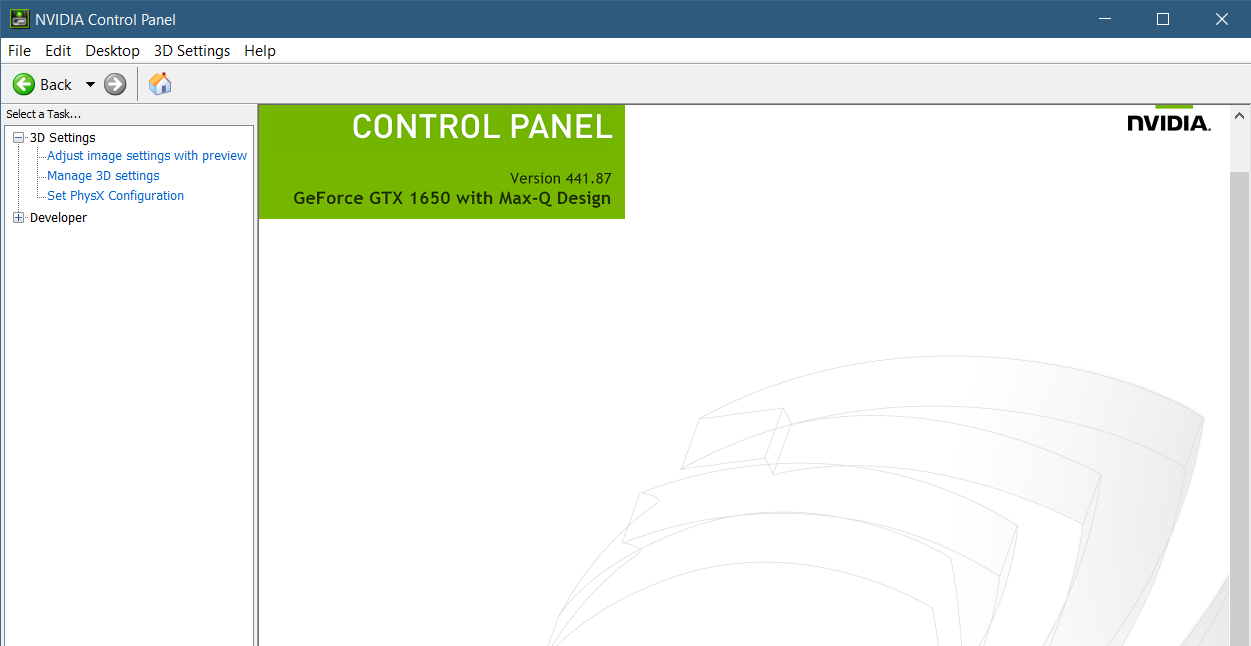 NVIDIA Control Panel
File Edit Desktop 3D Settings Help
Back
Select a Task...
3D Settings
Adjust image settings with preview
Manage 3D settings
Set PhysX Configuration
Developer
CONTROL PANEL
Version 441.87
GeForce GTX 1650 with Max-Q Design
NVIDIA.